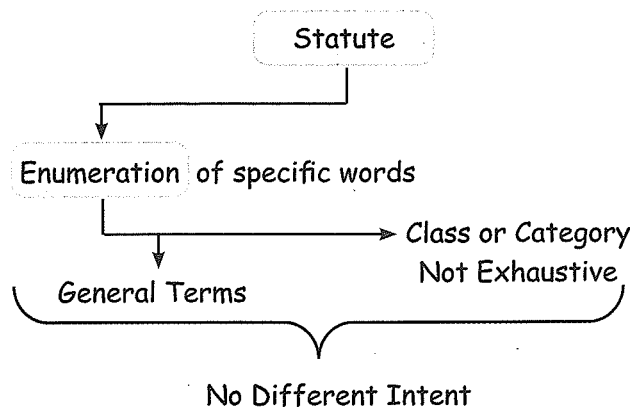 Statute
Enumeration of specific words
Class or Category
Not Exhaustive
General Terms
No Different Intent